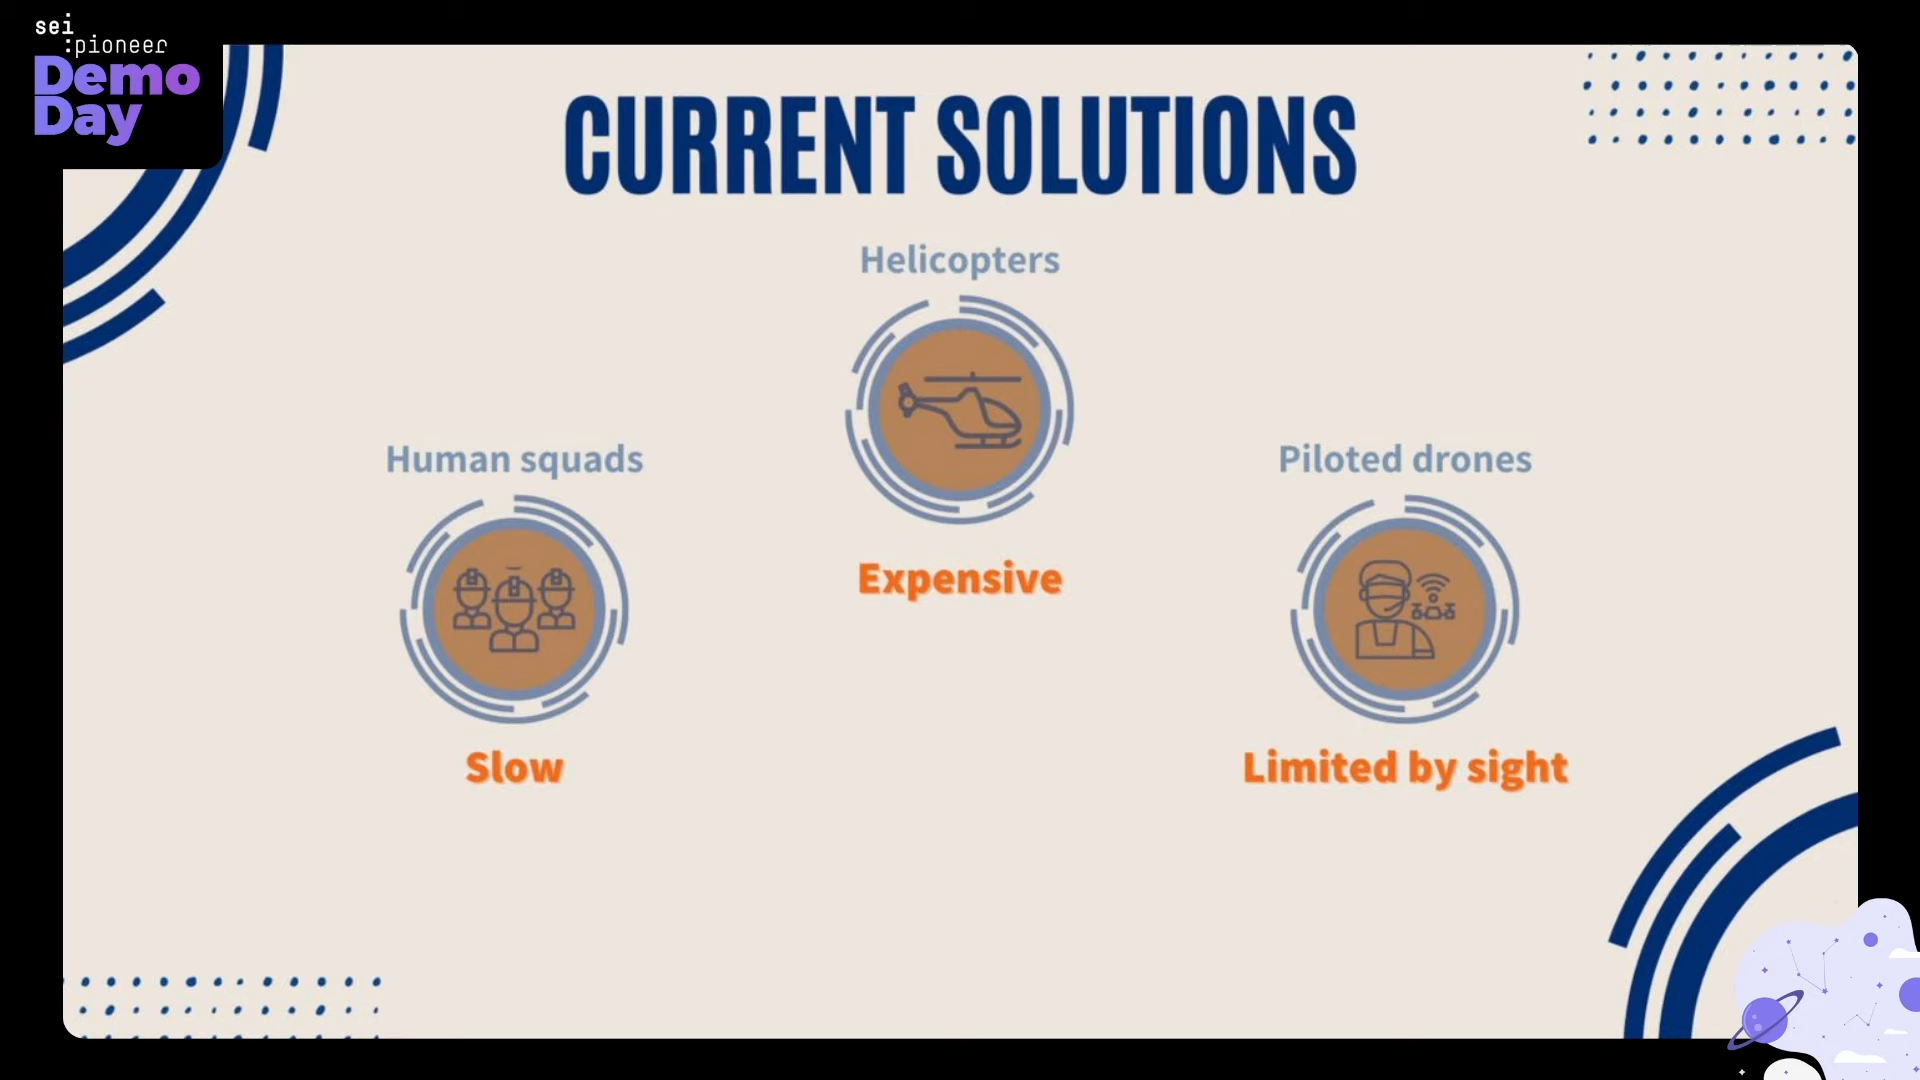 sei
:pioneer
Demo
Day
CURRENT SOLUTIONS
Helicopters
Expensive
Human squads
Slow
Piloted drones
Limited by sight